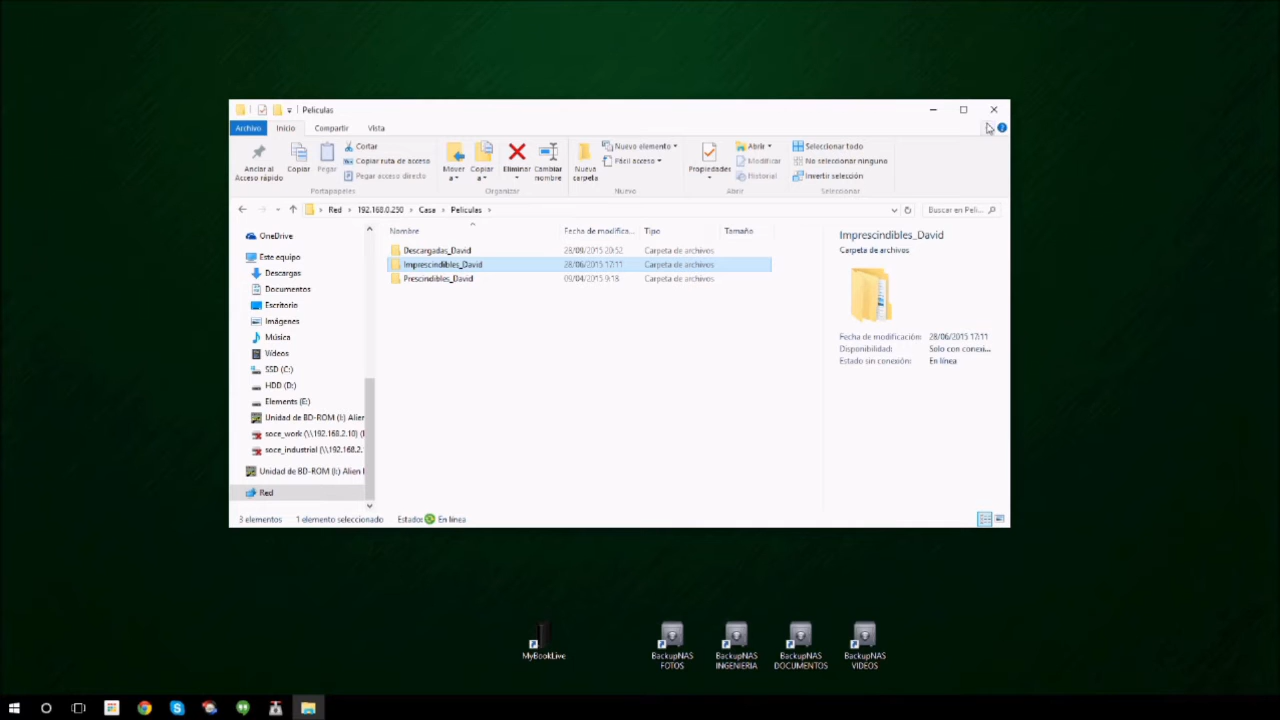 Peliculas
Archivo Inicio Compartir Vista
Anclar al Acceso rápido
Copiar
Pegar
Cortar
Copiar ruta de acceso
Pegar acceso directo
Portapapeles
Mover a
Copiar a
Eliminar
Cambiar nombre
Organizar
Nueva carpeta
Nuevo elemento
Fácil acceso
Nuevo
Propiedades
Abrir
Modificar
Historial
Abrir
Seleccionar todo
No seleccionar ninguno
Invertir selección
Seleccionar
Red > 192.168.0.250 > Casa > Peliculas >
Buscar en Peli...
OneDrive
Este equipo
Descargas
Documentos
Escritorio
Imágenes
Música
Vídeos
SSD (C:)
HDD (D:)
Elements (E:)
Unidad de BD-ROM (I:) Alien
soce_work (\\192.168.2.10) (
soce_industrial (\\192.168.2.
Unidad de BD-ROM (I:) Alien
Red
Nombre Fecha de modifica... Tipo Tamaño
Descargadas_David 28/09/2015 20:52 Carpeta de archivos
Imprescindibles_David 28/06/2015 17:11 Carpeta de archivos
Prescindibles_David 09/04/2015 9:18 Carpeta de archivos
Imprescindibles_David
Carpeta de archivos
Fecha de modificación: 28/06/2015 17:11
Disponibilidad: Solo con conexi...
Estado sin conexión: En línea
3 elementos 1 elemento seleccionado Estado: En línea
MyBookLive
BackupNAS FOTOS
BackupNAS INGENIERIA
BackupNAS DOCUMENTOS
BackupNAS VIDEOS